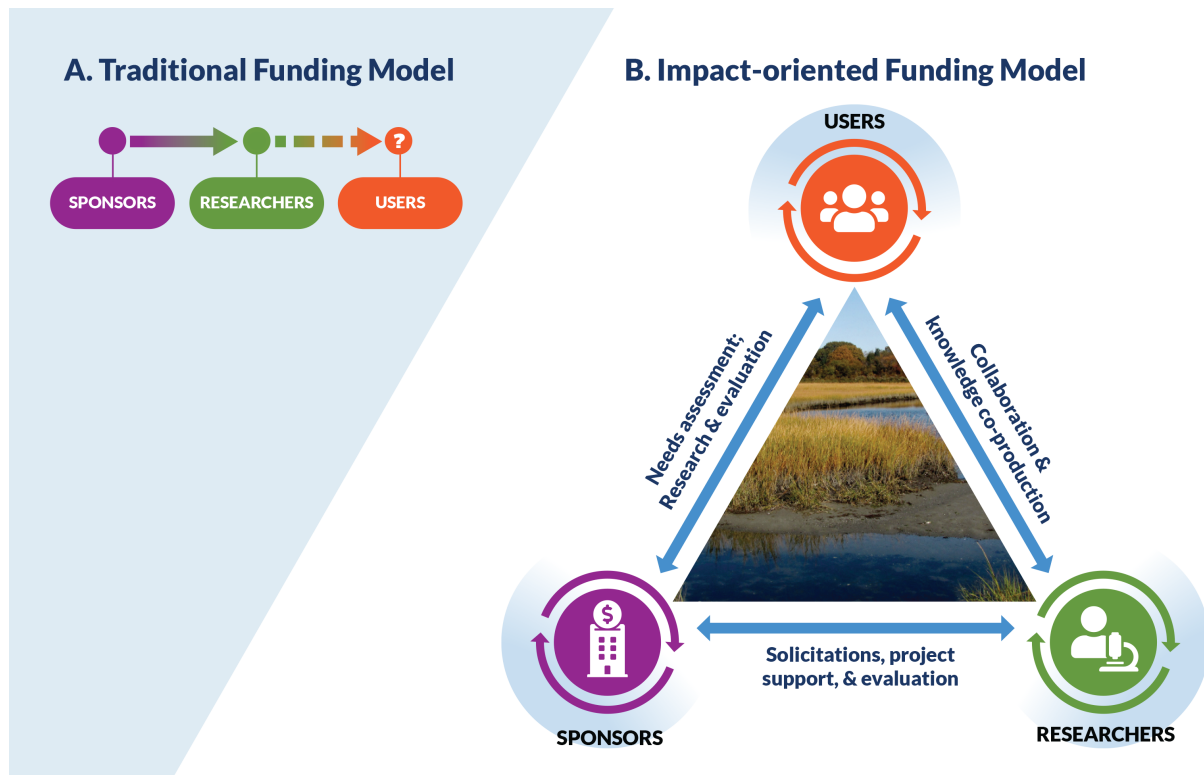 A. Traditional Funding Model
?
SPONSORS
RESEARCHERS
USERS
B. Impact-oriented Funding Model
USERS
Needs assessment;
Research & evaluation
Collaboration &
knowledge co-production
$
Solicitations, project
support, & evaluation
SPONSORS
RESEARCHERS